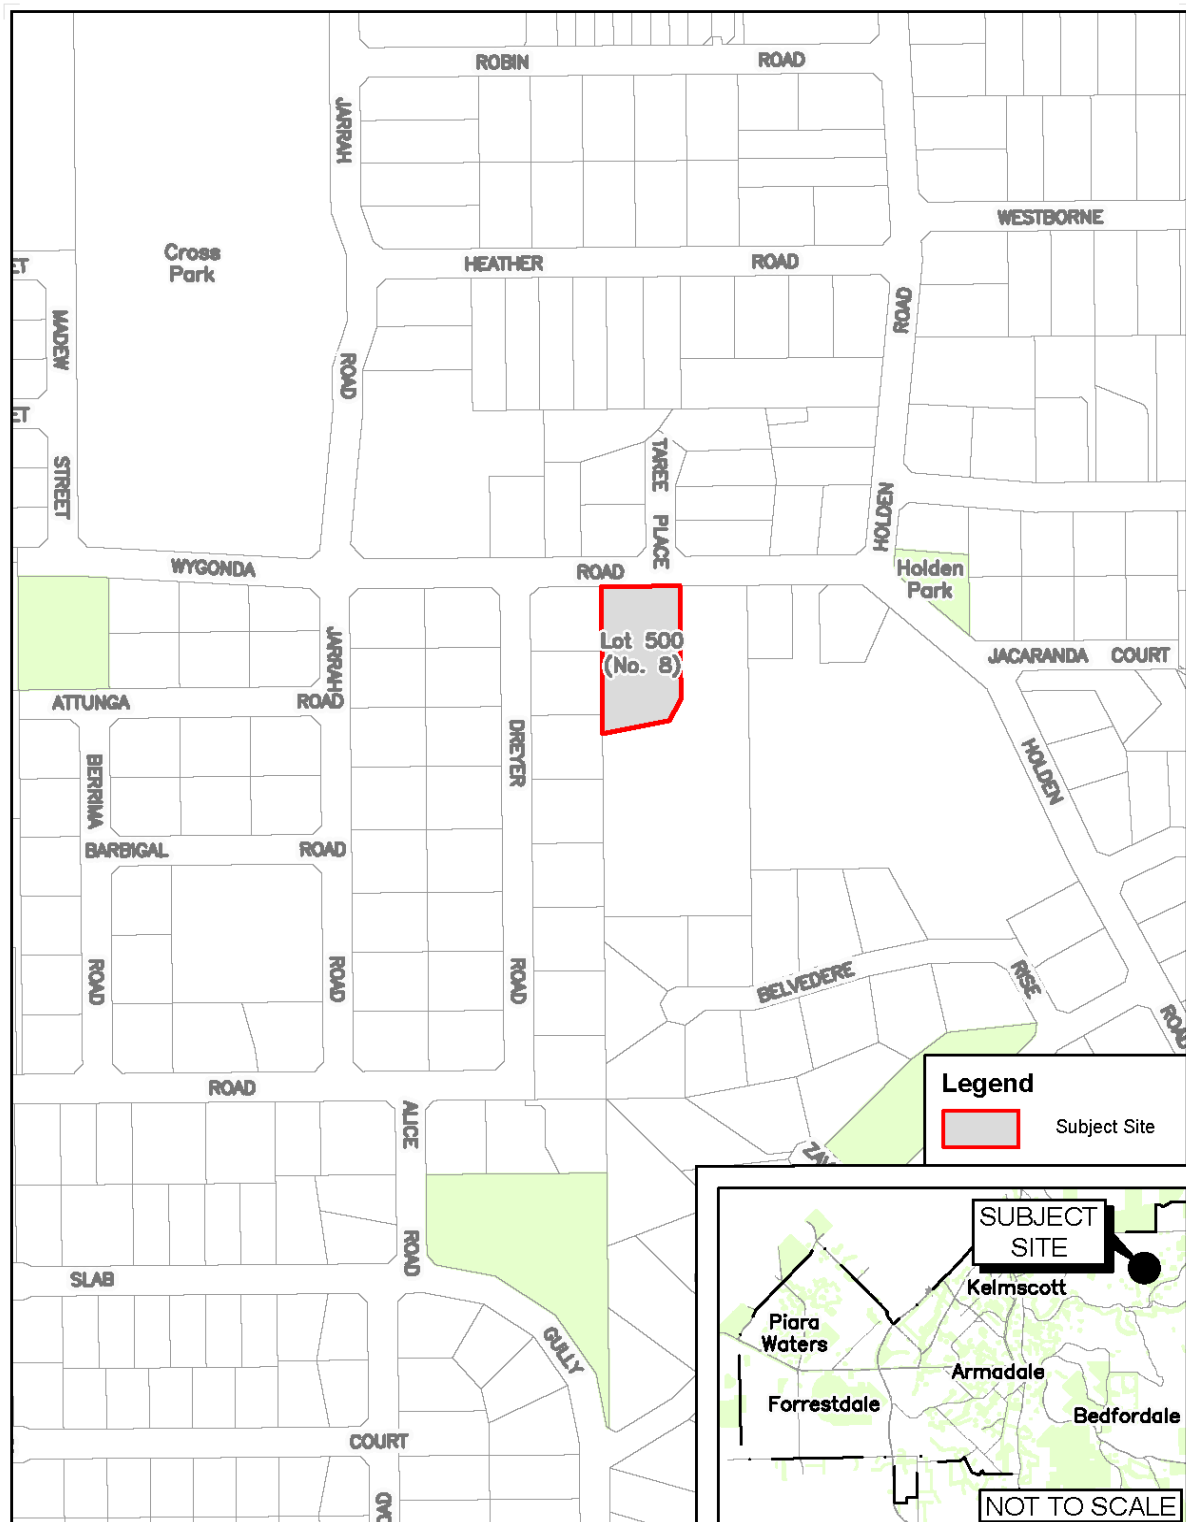 ROBIN
ROAD
JARRAH
WESTBORNE
Cross
Park
HEATHER
ROAD
ET
MADEW
ROAD
ROAD
ET
TAREE
STREET
HOLDEN
PLACE
WYGONDA
ROAD
Holden
Park
Lot 500
(No. 8)
JARRAH
JACARANDA
COURT
ATTUNGA
ROAD
DREYER
HOLDEN
BERRIMA
BARBIGAL
ROAD
ROAD
ROAD
ROAD
BELVEDERE
RISE
ROAD
ROAD
Legend
Subject Site
ALICE
ROAD
SLAB
GULLY
COURT
SUBJECT
SITE
Kelmscott
Piara
Waters
Armadale
Forrestdale
Bedfordale
NOT TO SCALE